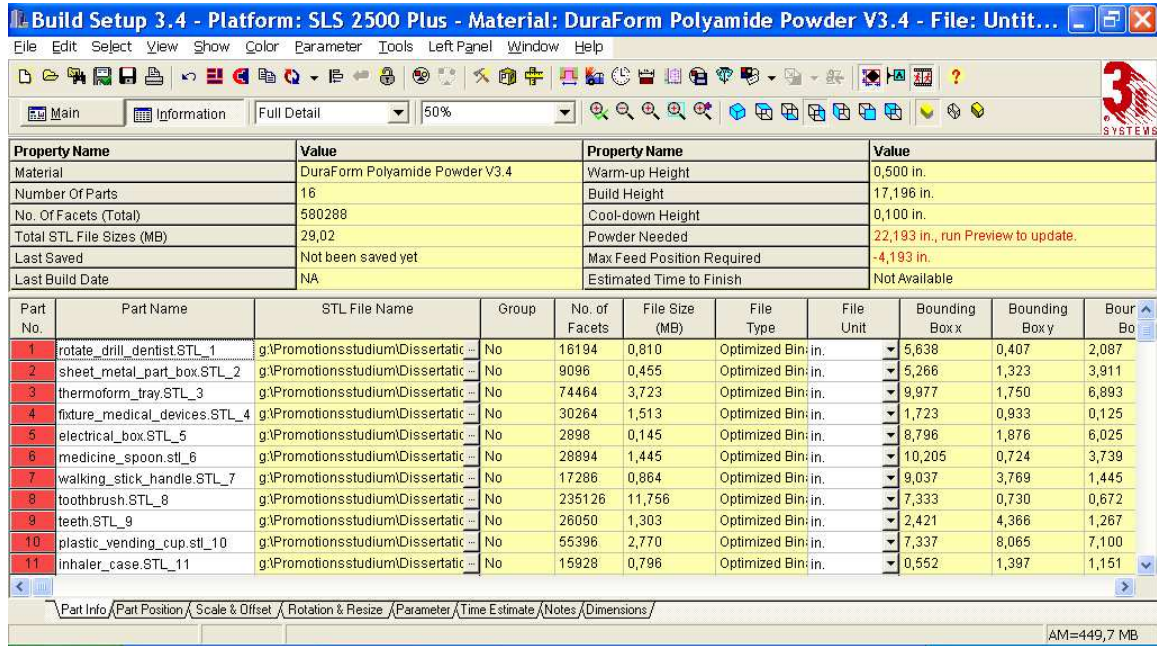 Build Setup 3.4 - Platform: SLS 2500 Plus - Material: DuraForm Polyamide Powder V3.4 - File: Untit...
File Edit Select View Show Color Parameter Tools Left Panel Window Help
Main Information Full Detail 50%
3D SYSTEMS
Property Name Value Property Name Value
Material DuraForm Polyamide Powder V3.4 Warm-up Height 0,500 in.
Number Of Parts 16 Build Height 17,196 in.
No. Of Facets (Total) 580288 Cool-down Height 0,100 in.
Total STL File Sizes (MB) 29,02 Powder Needed 22,193 in., run Preview to update.
Last Saved Not been saved yet Max Feed Position Required -4,193 in.
Last Build Date NA Estimated Time to Finish Not Available
Part Part Name STL File Name Group No. of File Size File File Bounding Bounding Bour
No. Facets (MB) Type Unit Box x Box y Bo
1 rotate_drill_dentist.STL_1 g:\Promotionsstudium\Dissertatic ... No 16194 0,810 Optimized Bin: in. 5,638 0,407 2,087
2 sheet_metal_part_box.STL_2 g:\Promotionsstudium\Dissertatic ... No 9096 0,455 Optimized Bin: in. 5,266 1,323 3,911
3 thermoform_tray.STL_3 g:\Promotionsstudium\Dissertatic ... No 74464 3,723 Optimized Bin: in. 9,977 1,750 6,893
4 fixture_medical_devices.STL_4 g:\Promotionsstudium\Dissertatic ... No 30264 1,513 Optimized Bin: in. 1,723 0,933 0,125
5 electrical_box.STL_5 g:\Promotionsstudium\Dissertatic ... No 2898 0,145 Optimized Bin: in. 8,796 1,876 6,025
6 medicine_spoon.stl_6 g:\Promotionsstudium\Dissertatic ... No 28894 1,445 Optimized Bin: in. 10,205 0,724 3,739
7 walking_stick_handle.STL_7 g:\Promotionsstudium\Dissertatic ... No 17286 0,864 Optimized Bin: in. 9,037 3,769 1,445
8 toothbrush.STL_8 g:\Promotionsstudium\Dissertatic ... No 235126 11,756 Optimized Bin: in. 7,333 0,730 0,672
9 teeth.STL_9 g:\Promotionsstudium\Dissertatic ... No 26050 1,303 Optimized Bin: in. 2,421 4,366 1,267
10 plastic_vending_cup.stl_10 g:\Promotionsstudium\Dissertatic ... No 55396 2,770 Optimized Bin: in. 7,337 8,065 7,100
11 inhaler_case.STL_11 g:\Promotionsstudium\Dissertatic ... No 15928 0,796 Optimized Bin: in. 0,552 1,397 1,151
Part Info Part Position Scale & Offset Rotation & Resize Parameter Time Estimate Notes Dimensions
AM=449,7 MB